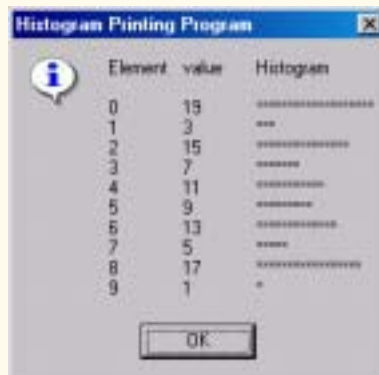 Histogram Printing Program
Element value Histogram
0 19 *******************
1 3 ***
2 15 ***************
3 7 *******
4 11 ***********
5 9 *********
6 13 *************
7 5 *****
8 17 *****************
9 1 *
OK